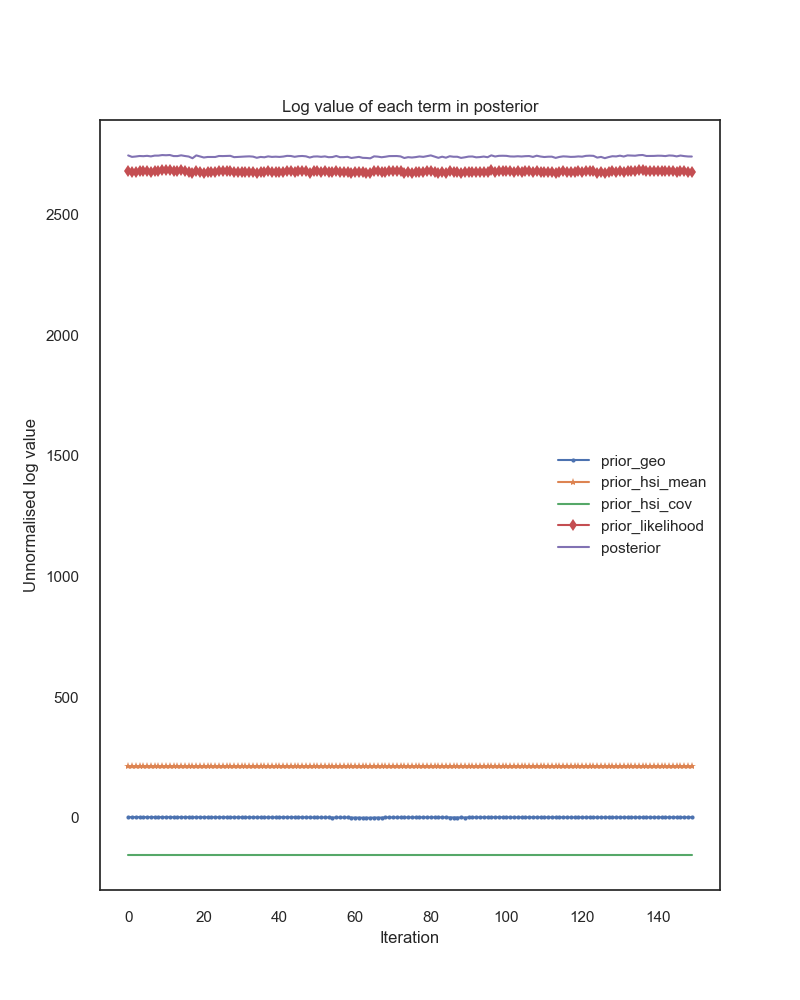 Log value of each term in posterior
Unnormalised log value
2500
2000
1500
1000
500
0
prior_geo
prior_hsi_mean
prior_hsi_cov
prior_likelihood
posterior
0 20 40 60 80 100 120 140
Iteration